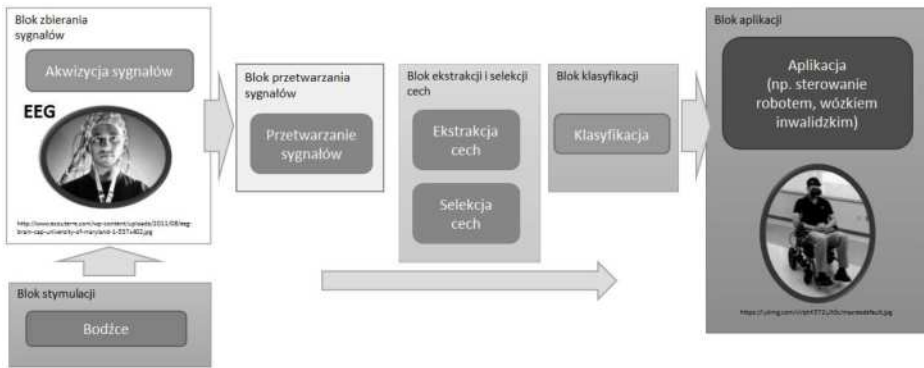 Blok zbierania
sygnałów
Akwizycja sygnałów
EEG
Blok stymulacji
Bodźce
Blok przetwarzania
sygnałów
Przetwarzanie
sygnałów
Blok ekstrakcji i selekcji
cech
Ekstrakcja
cech
Selekcja
cech
Blok klasyfikacji
Klasyfikacja
Blok aplikacji
Aplikacja
(np. sterowanie
robotem, wózkiem
inwalidzkim)